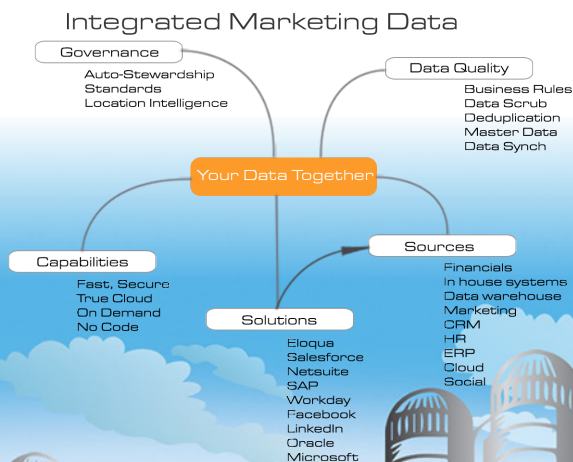 Integrated Marketing Data
Governance
Auto-Stewardship
Standards
Location Intelligence
Data Quality
Business Rules
Data Scrub
Deduplication
Master Data
Data Synch
Your Data Together
Capabilities
Fast, Secure
True Cloud
On Demand
No Code
Solutions
Eloqua
Salesforce
Netsuite
SAP
Workday
Facebook
LinkedIn
Oracle
Microsoft
Sources
Financials
In house systems
Data warehouse
Marketing
CRM
HR
ERP
Cloud
Social